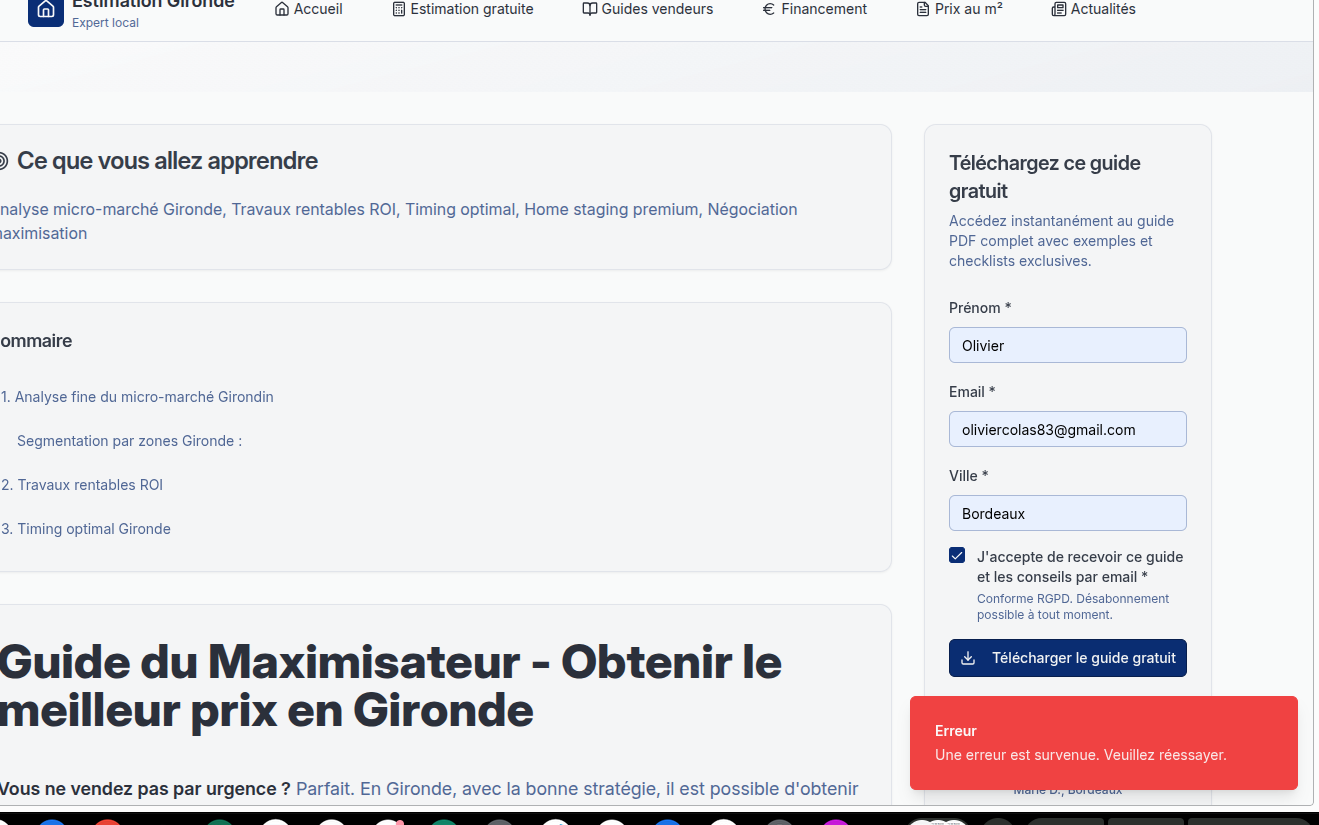 Estimation Gironde
Expert local
Accueil
Estimation gratuite
Guides vendeurs
Financement
Prix au m²
Actualités
Ce que vous allez apprendre
nalyse micro-marché Gironde, Travaux rentables ROI, Timing optimal, Home staging premium, Négociation
maximisation
ommaire
1. Analyse fine du micro-marché Girondin
Segmentation par zones Gironde :
2. Travaux rentables ROI
3. Timing optimal Gironde
Guide du Maximisateur - Obtenir le
meilleur prix en Gironde
Vous ne vendez pas par urgence ? Parfait. En Gironde, avec la bonne stratégie, il est possible d'obtenir
Téléchargez ce guide
gratuit
Accédez instantanément au guide
PDF complet avec exemples et
checklists exclusives.
Prénom *
Olivier
Email *
oliviercolas83@gmail.com
Ville *
Bordeaux
J'accepte de recevoir ce guide
et les conseils par email *
Conforme RGPD. Désabonnement
possible à tout moment.
Télécharger le guide gratuit
Erreur
Une erreur est survenue. Veuillez réessayer.
Marie D., Bordeaux